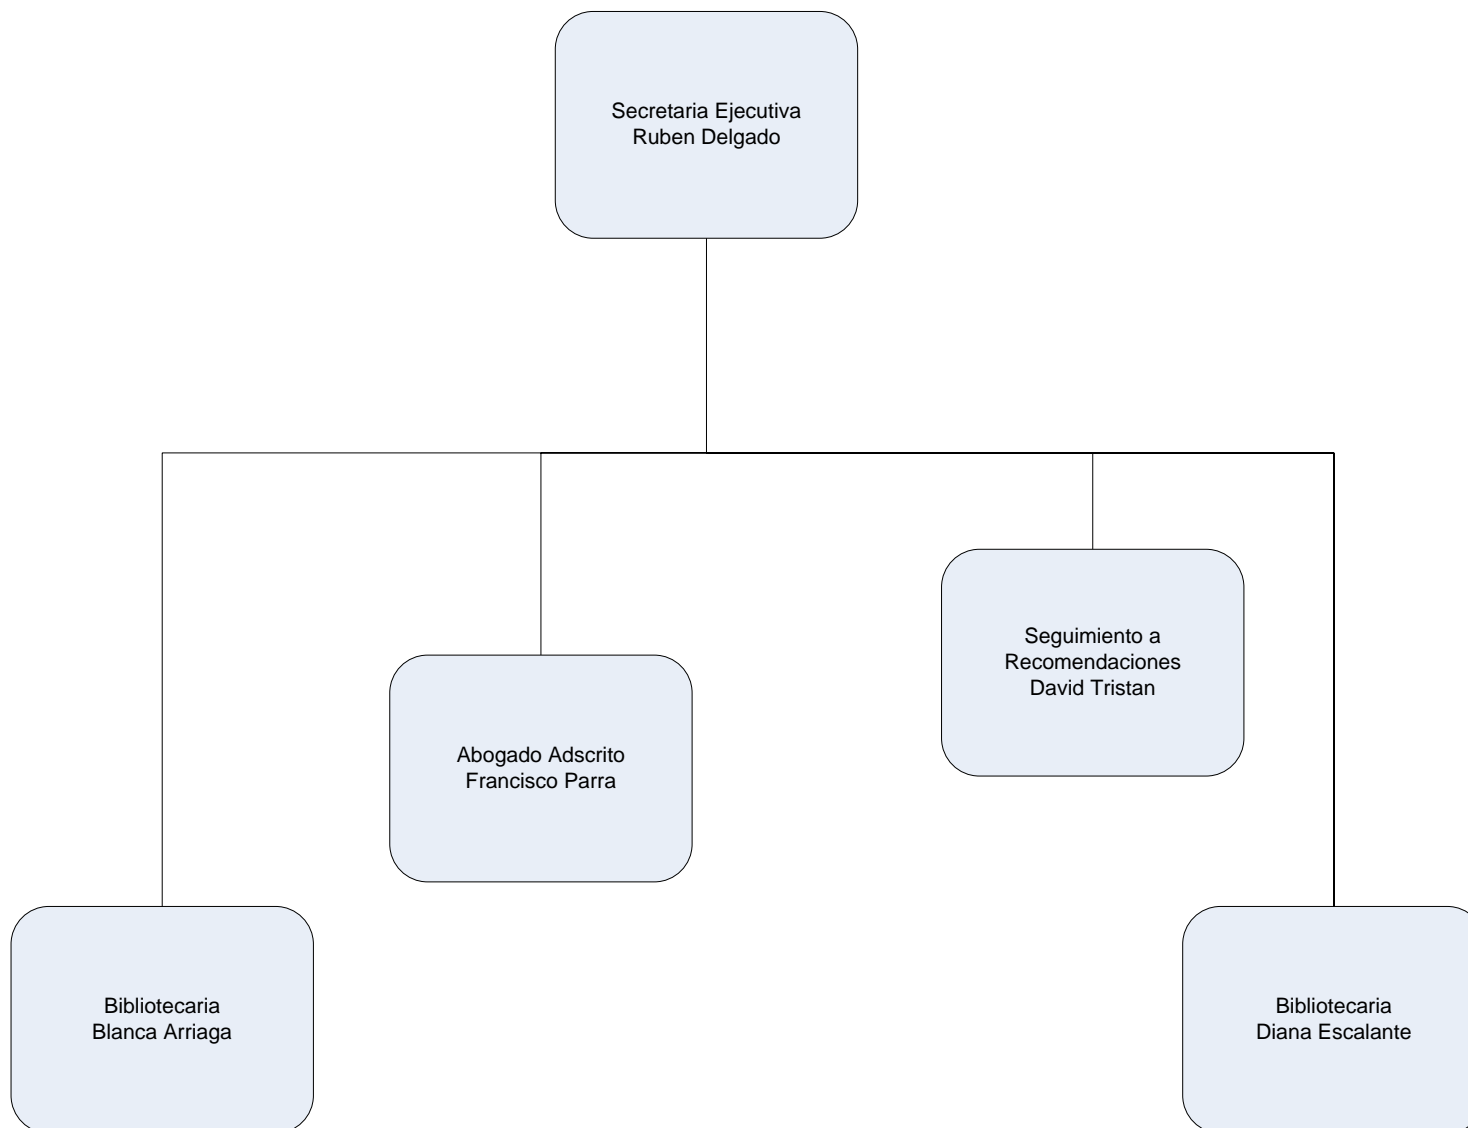 Secretaria Ejecutiva
Ruben Delgado
Seguimiento a
Recomendaciones
David Tristan
Abogado Adscrito
Francisco Parra
Bibliotecaria
Blanca Arriaga
Bibliotecaria
Diana Escalante